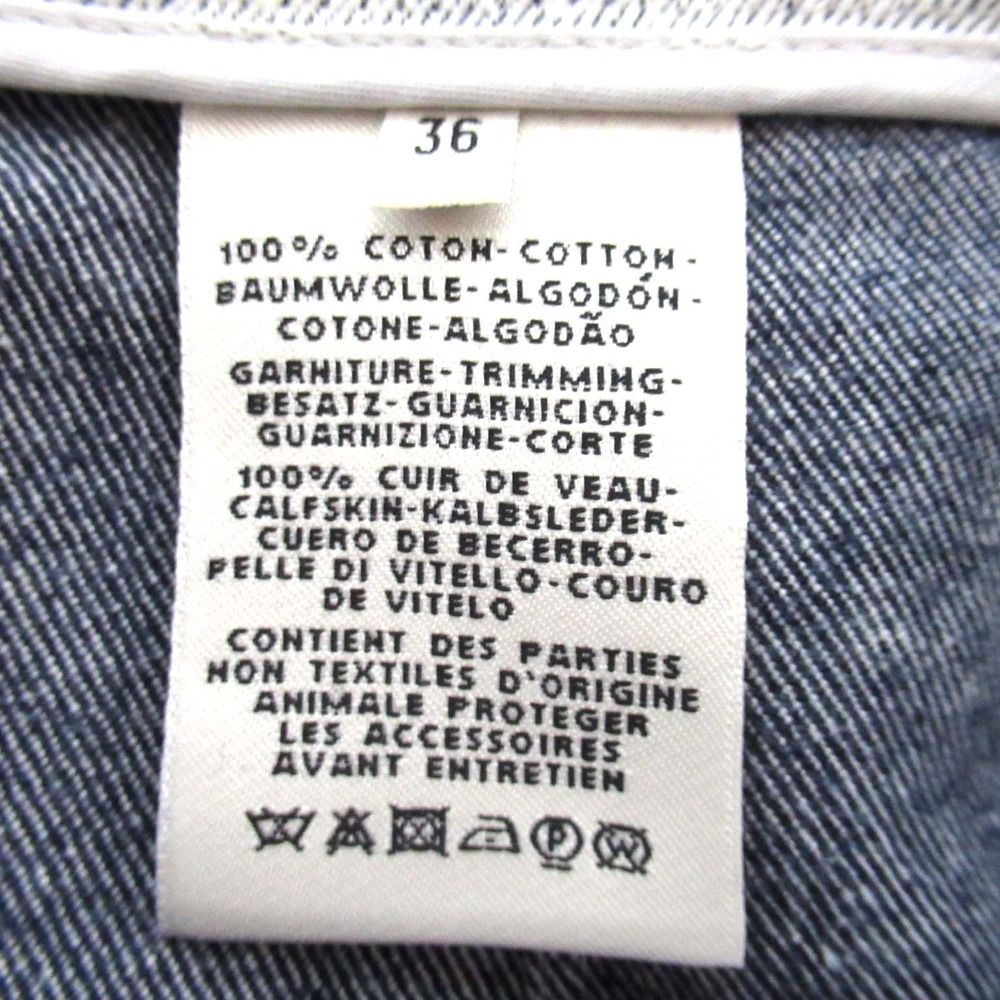 36
100% COTON-COTTON-
BAUMWOLLE-ALGODÓN-
COTONE-ALGODÃO
GARNITURE-TRIMMING-
BESATZ-GUARNICION-
GUARNIZIONE-CORTE
100% CUIR DE VEAU-
CALFSKIN-KALBSLEDER-
CUERO DE BECERRO-
PELLE DI VITELLO-COURO
DE VITELO
CONTIENT DES PARTIES
NON TEXTILES D'ORIGINE
ANIMALE PROTEGER
LES ACCESSOIRES
AVANT ENTRETIEN
P W